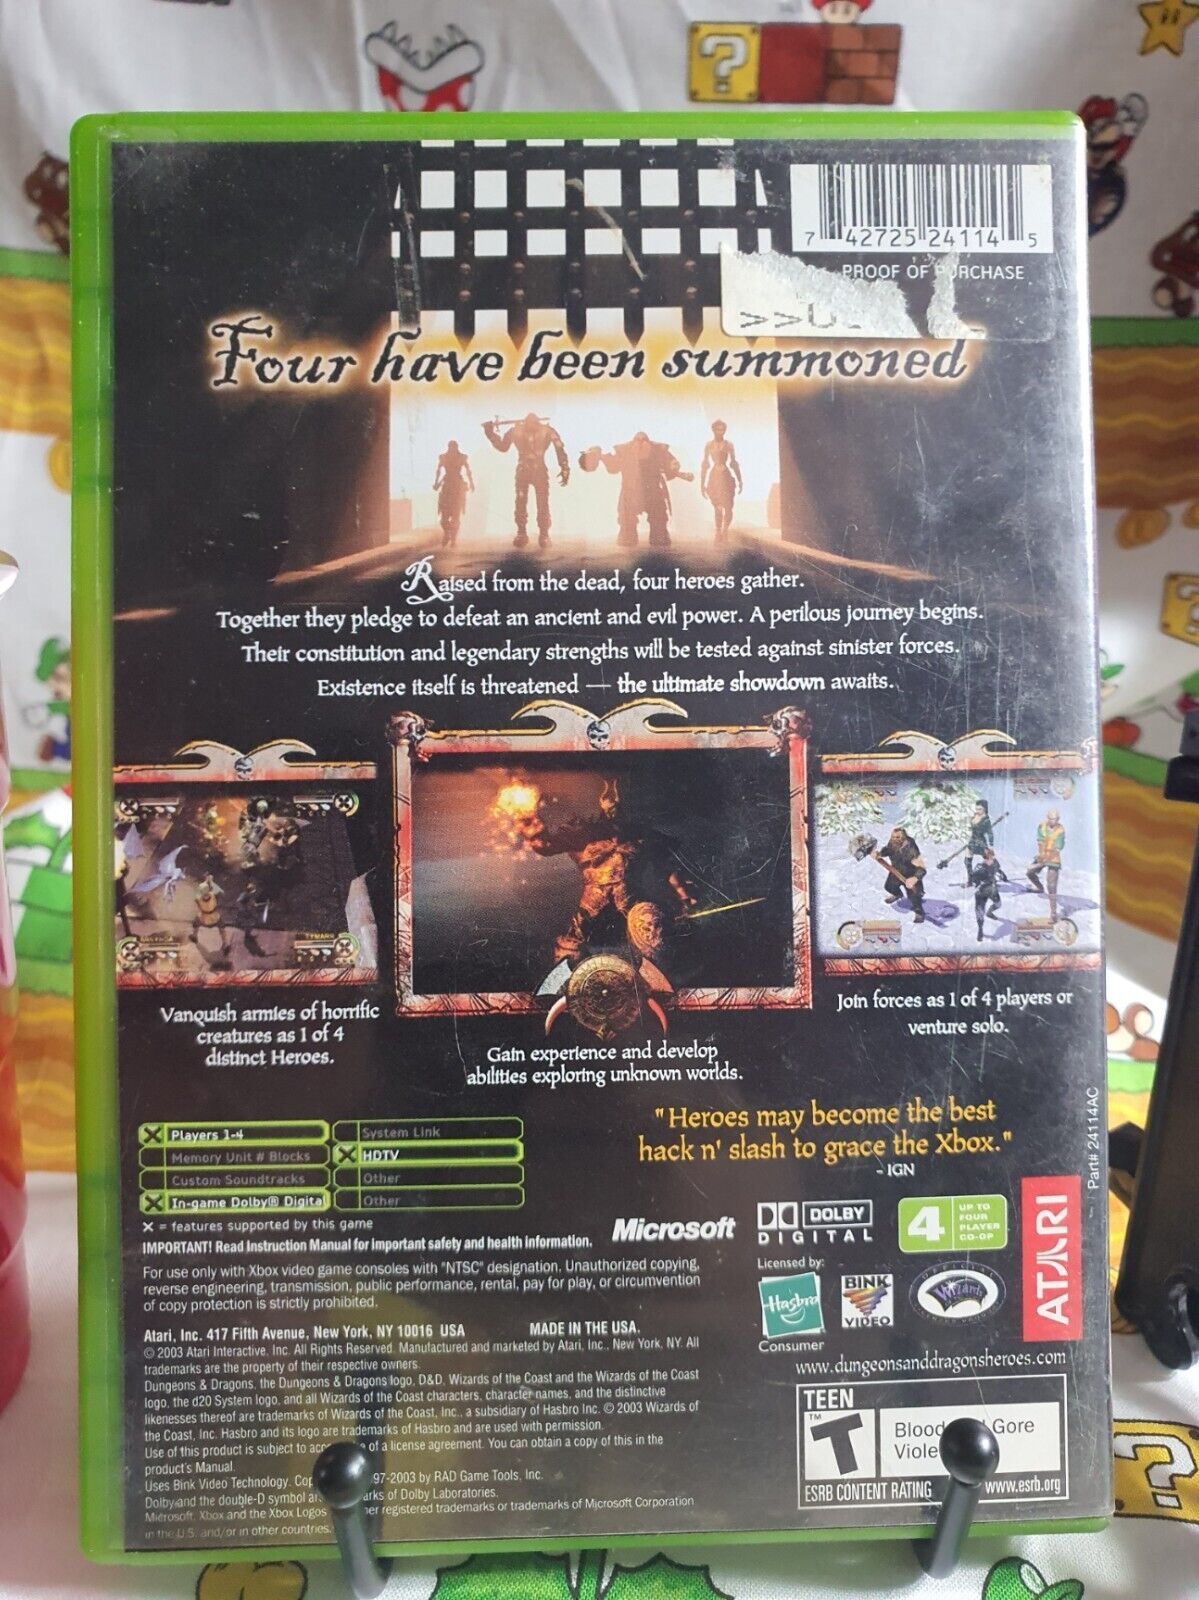 7 42725 24114 5
PROOF OF PURCHASE
Four have been summoned
Raised from the dead, four heroes gather.
Together they pledge to defeat an ancient and evil power. A perilous journey begins.
Their constitution and legendary strengths will be tested against sinister forces.
Existence itself is threatened — the ultimate showdown awaits.
Vanquish armies of horrific
creatures as 1 of 4
distinct Heroes.
Gain experience and develop
abilities exploring unknown worlds.
Join forces as 1 of 4 players or
venture solo.
"Heroes may become the best
hack n' slash to grace the Xbox."
- IGN
Part# 24114AC
Players 1-4
System Link
Memory Unit # Blocks
HDTV
Custom Soundtracks
Other
In-game Dolby® Digital
Other
X = features supported by this game
IMPORTANT! Read Instruction Manual for important safety and health information.
Microsoft
DOLBY
DIGITAL
4 UP TO
FOUR
PLAYER
CO-OP
ATARI
For use only with Xbox video game consoles with "NTSC" designation. Unauthorized copying,
reverse engineering, transmission, public performance, rental, pay for play, or circumvention
of copy protection is strictly prohibited.
Licensed by:
Hasbro
Consumer
BINK
VIDEO
Wizards
Atari, Inc. 417 Fifth Avenue, New York, NY 10016 USA MADE IN THE USA.
© 2003 Atari Interactive, Inc. All Rights Reserved. Manufactured and marketed by Atari, Inc., New York, NY. All
trademarks are the property of their respective owners.
Dungeons & Dragons, the Dungeons & Dragons logo, D&D, Wizards of the Coast and the Wizards of the Coast
logo, the d20 System logo, and all Wizards of the Coast characters, character names, and the distinctive
likenesses thereof are trademarks of Wizards of the Coast, Inc., a subsidiary of Hasbro Inc. © 2003 Wizards of
the Coast, Inc. Hasbro and its logo are trademarks of Hasbro and are used with permission.
Use of this product is subject to of a license agreement. You can obtain a copy of this in the
product's Manual.
Uses Bink Video Technology. 97-2003 by RAD Game Tools, Inc.
Dolby and the double-D symbol of Dolby Laboratories.
Microsoft, Xbox and the Xbox Logos registered trademarks or trademarks of Microsoft Corporation
in the U.S. and/or in other countries.
www.dungeonsanddragonsheroes.com
TEEN
T
Blood Gore
ESRB CONTENT RATING www.esrb.org